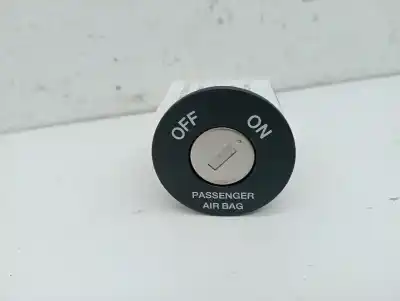 OFF ON
PASSENGER
AIR BAG